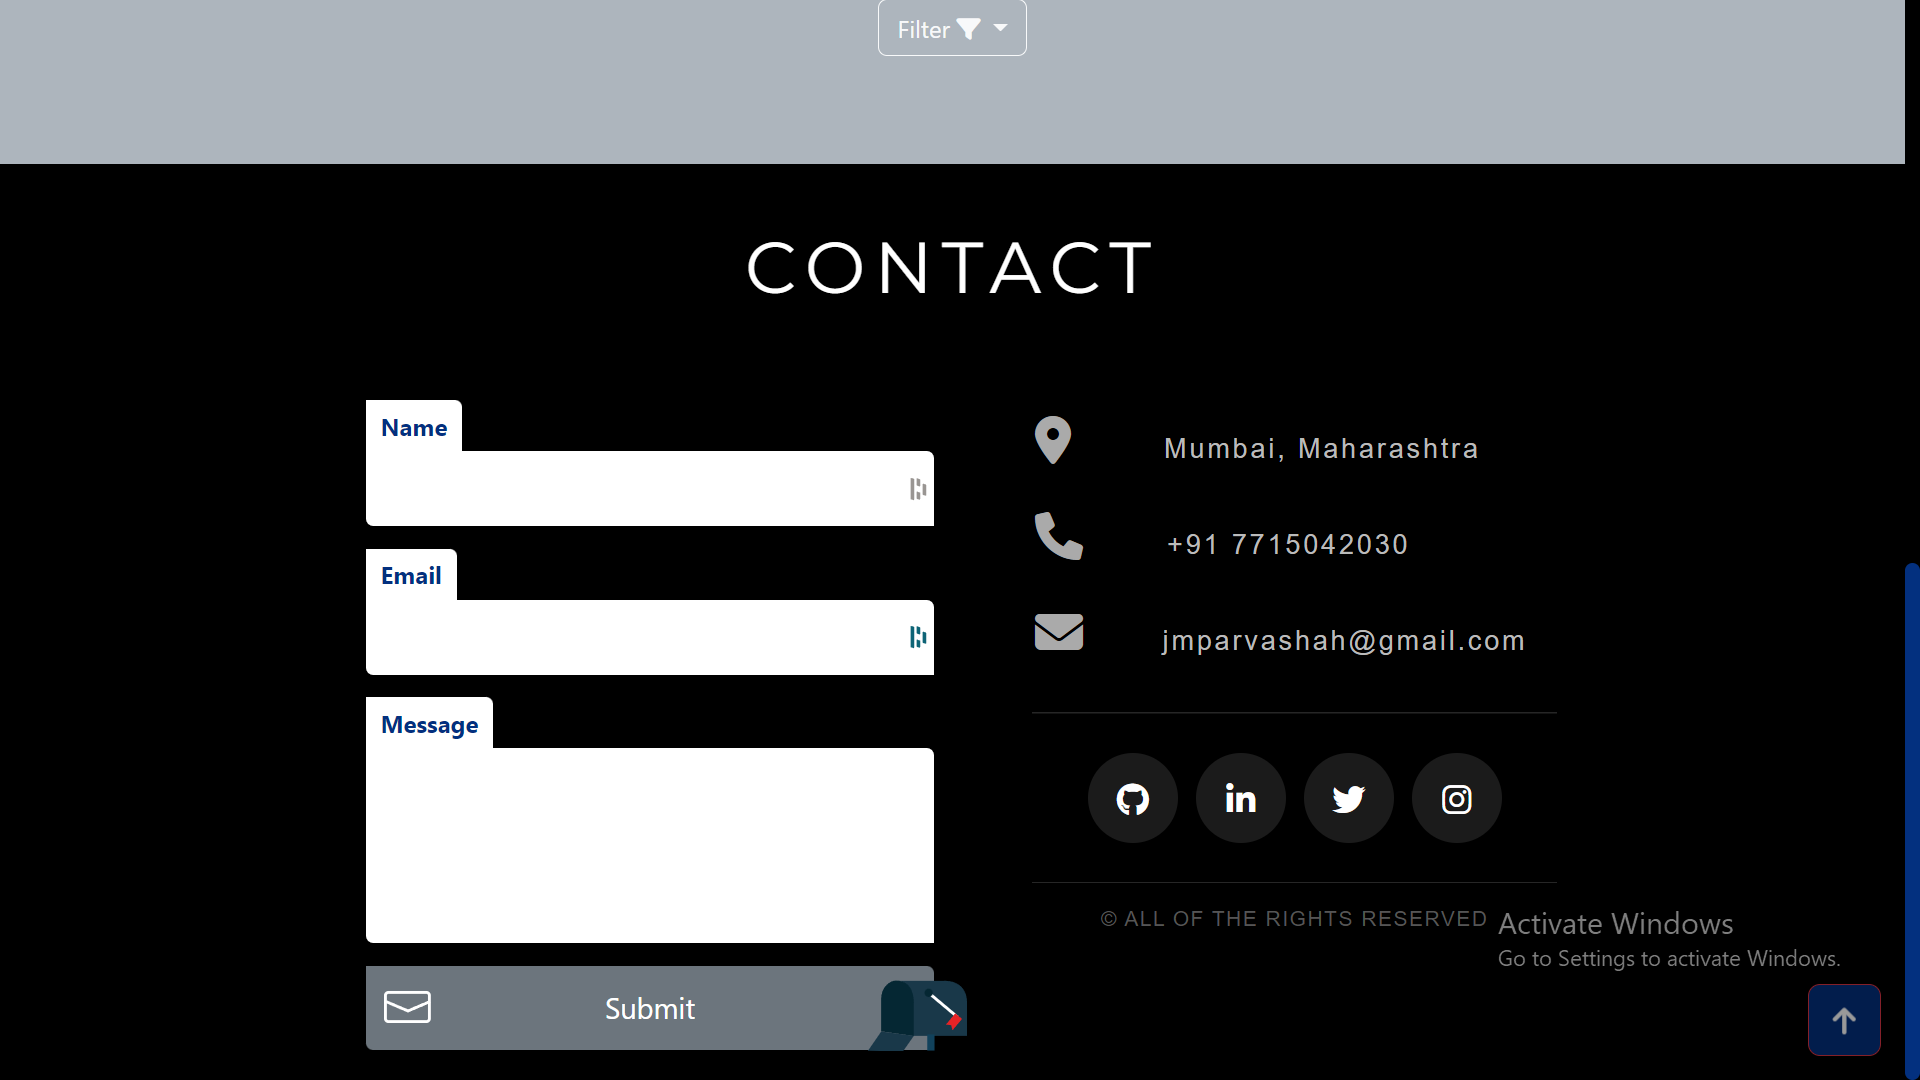 Filter
CONTACT
Name
Email
Message
Submit
Mumbai, Maharashtra
+91 7715042030
jmparvashah@gmail.com
in
© ALL OF THE RIGHTS RESERVED
Activate Windows
Go to Settings to activate Windows.